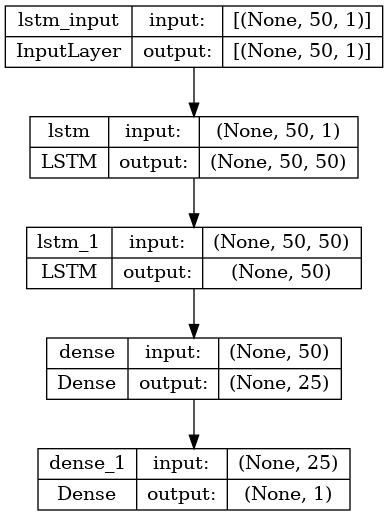 lstm_input input: [(None, 50, 1)]
InputLayer output: [(None, 50, 1)]
lstm input: (None, 50, 1)
LSTM output: (None, 50, 50)
lstm_1 input: (None, 50, 50)
LSTM output: (None, 50)
dense input: (None, 50)
Dense output: (None, 25)
dense_1 input: (None, 25)
Dense output: (None, 1)